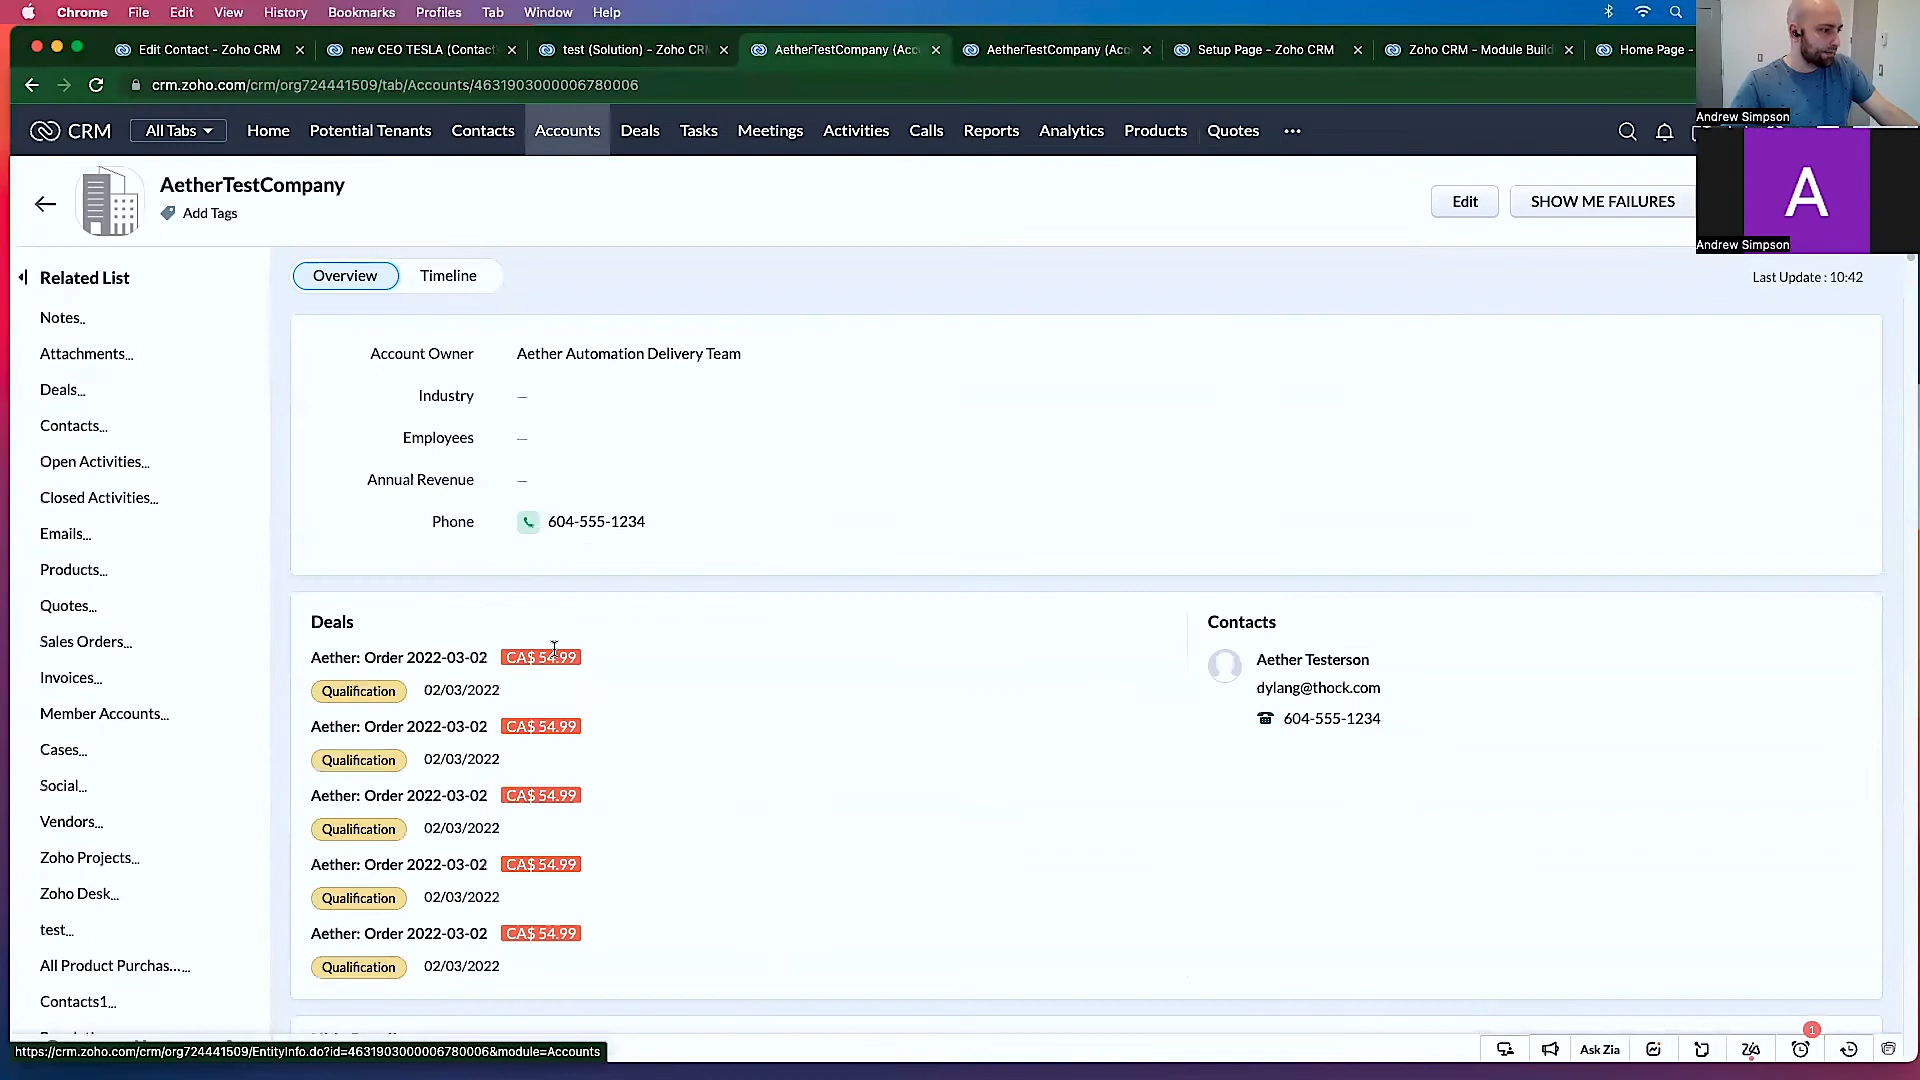 Chrome File Edit View History Bookmarks Profiles Tab Window Help
Edit Contact - Zoho CRM
new CEO TESLA (Contact
test (Solution) - Zoho CR
AetherTestCompany (Acc
AetherTestCompany (Acc
Setup Page - Zoho CRM
Zoho CRM - Module Build
Home Page -
crm.zoho.com/crm/org724441509/tab/Accounts/4631903000006780006
CRM All Tabs Home Potential Tenants Contacts Accounts Deals Tasks Meetings Activities Calls Reports Analytics Products Quotes
Andrew Simpson
A
Andrew Simpson
AetherTestCompany
Add Tags
Edit
SHOW ME FAILURES
Related List
Notes..
Attachments...
Deals...
Contacts...
Open Activities...
Closed Activities...
Emails...
Products...
Quotes...
Sales Orders...
Invoices...
Member Accounts...
Cases...
Social...
Vendors...
Zoho Projects...
Zoho Desk...
test...
All Product Purchas......
Contacts1...
Overview Timeline
Last Update : 10:42
Account Owner Aether Automation Delivery Team
Industry —
Employees —
Annual Revenue —
Phone 604-555-1234
Deals
Aether: Order 2022-03-02 CA$ 54.99
Qualification 02/03/2022
Aether: Order 2022-03-02 CA$ 54.99
Qualification 02/03/2022
Aether: Order 2022-03-02 CA$ 54.99
Qualification 02/03/2022
Aether: Order 2022-03-02 CA$ 54.99
Qualification 02/03/2022
Aether: Order 2022-03-02 CA$ 54.99
Qualification 02/03/2022
Contacts
Aether Testerson
dylang@thock.com
604-555-1234
https://crm.zoho.com/crm/org724441509/EntityInfo.do?id=4631903000006780006&module=Accounts
Ask Zia
1